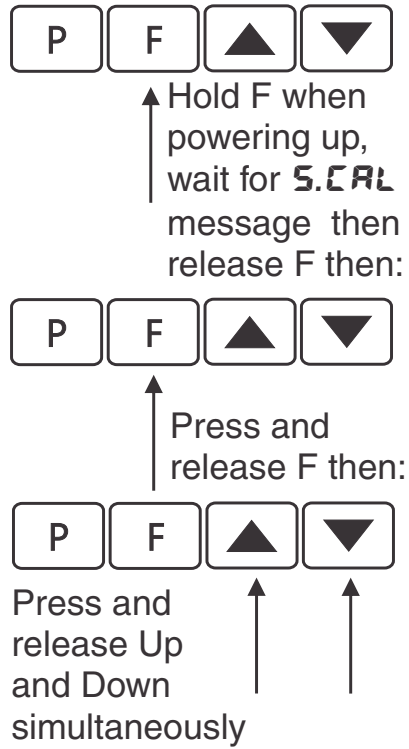 P F ▲ ▼
Hold F when
powering up,
wait for S.CAL
message then
release F then:
P F ▲ ▼
Press and
release F then:
P F ▲ ▼
Press and
release Up
and Down
simultaneously